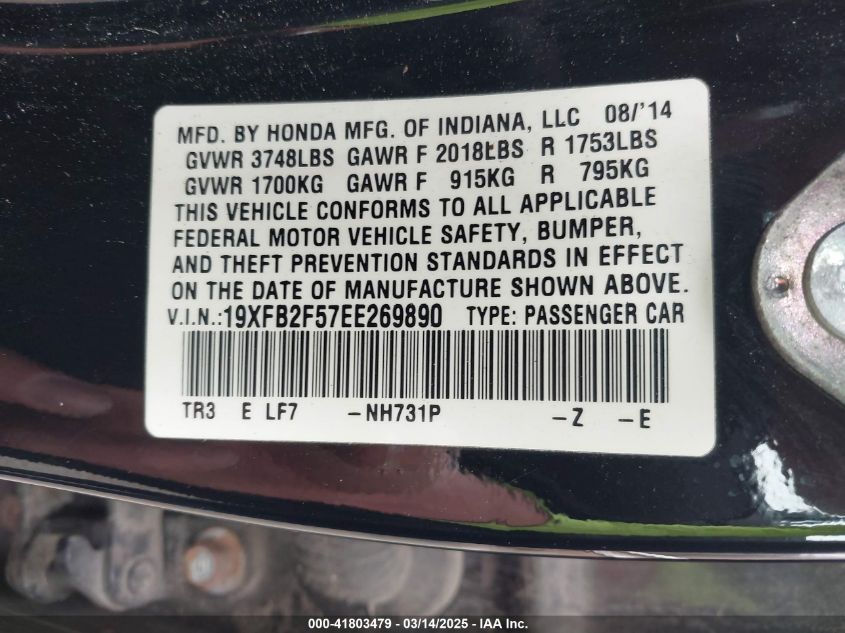 MFD. BY HONDA MFG. OF INDIANA, LLC 08/'14
GVWR 3748LBS GAWR F 2018LBS R 1753LBS
GVWR 1700KG GAWR F 915KG R 795KG
THIS VEHICLE CONFORMS TO ALL APPLICABLE
FEDERAL MOTOR VEHICLE SAFETY, BUMPER,
AND THEFT PREVENTION STANDARDS IN EFFECT
ON THE DATE OF MANUFACTURE SHOWN ABOVE.
V.I.N.:19XFB2F57EE269890 TYPE: PASSENGER CAR
TR3 E LF7 -NH731P -Z -E
000-41803479 - 03/14/2025 - IAA Inc.